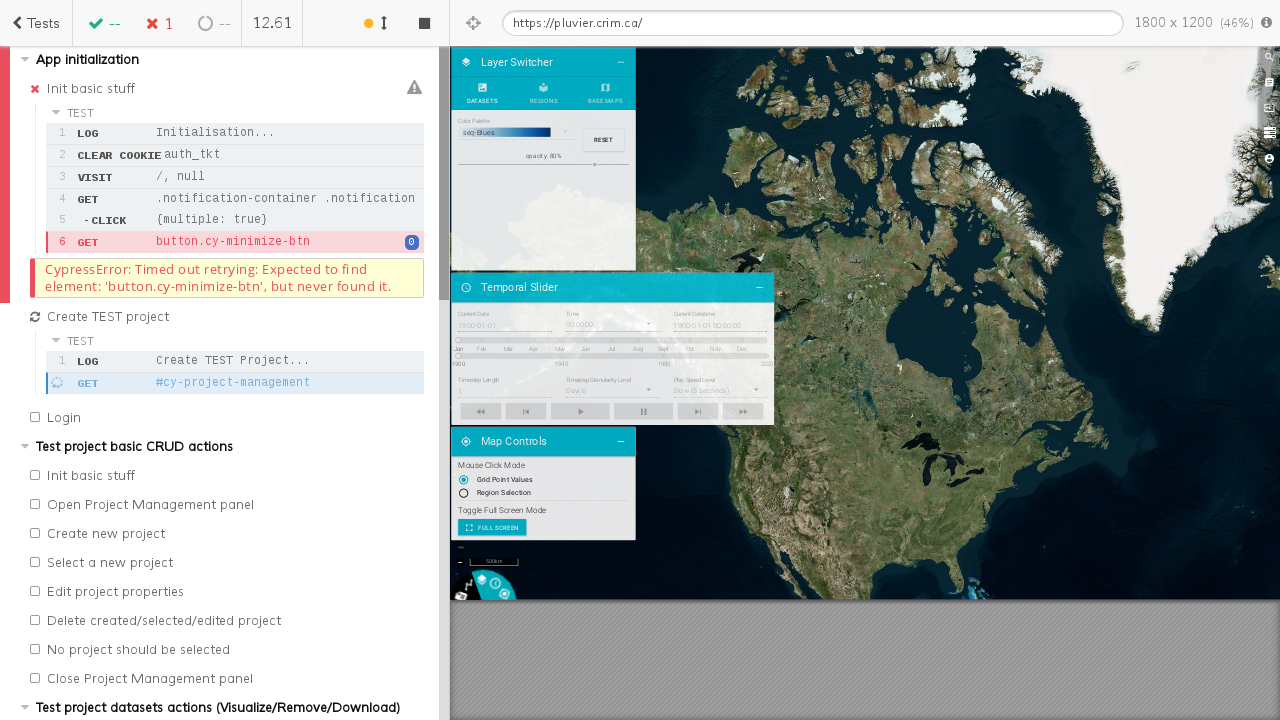 Tests -- 1 -- 12.61
https://pluvier.crim.ca/ 1800 x 1200 (46%)
App initialization
Init basic stuff
TEST
1 LOG Initialisation...
2 CLEAR COOKIE auth_tkt
3 VISIT /, null
4 GET .notification-container .notification
5 -CLICK {multiple: true}
6 GET button.cy-minimize-btn 0
CypressError: Timed out retrying: Expected to find
element: 'button.cy-minimize-btn', but never found it.
Create TEST project
TEST
1 LOG Create TEST Project...
GET #cy-project-management
Login
Test project basic CRUD actions
Init basic stuff
Open Project Management panel
Create new project
Select a new project
Edit project properties
Delete created/selected/edited project
No project should be selected
Close Project Management panel
Test project datasets actions (Visualize/Remove/Download)
Layer Switcher
DATASETS REGIONS BASE MAPS
Color Palette
seq-Blues
RESET
opacity: 80%
Temporal Slider
Current Date Time Current Datetime
1900-01-01 00:00:00 1900-01-01 00:00:00
Jan Feb Mar Apr May Jun Jul Aug Sept Oct Nov Dec
1900 1940 1980 2020
Timestep Length Timestep Granularity Level Play Speed Level
1 Day(s) Slow (5 seconds)
Map Controls
Mouse Click Mode
Grid Point Values
Region Selection
Toggle Full Screen Mode
FULL SCREEN
500km